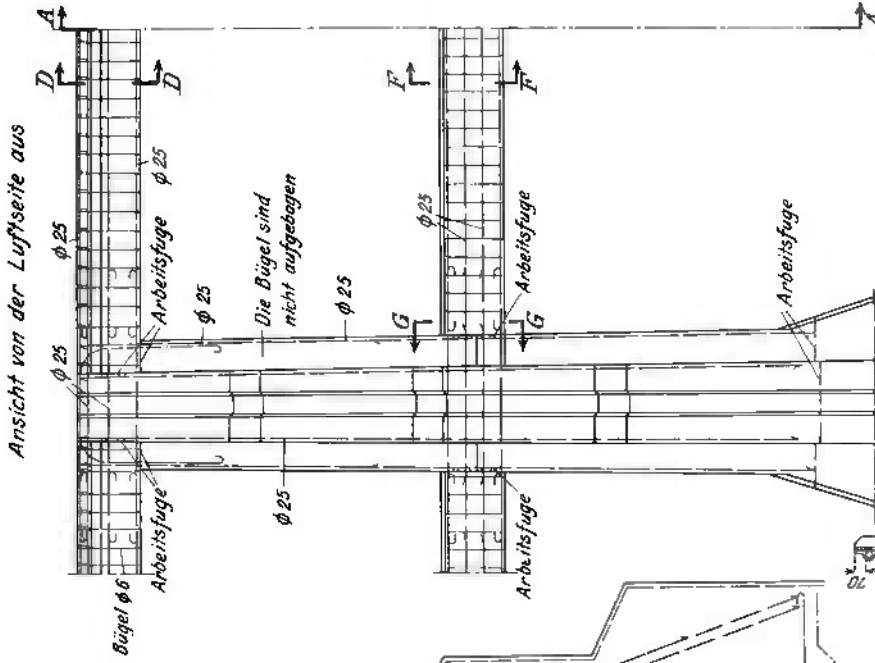 Ansicht von der Luftseite aus
A
D
D
F
F
A
ϕ 25
ϕ 25
ϕ 25
Arbeitsfuge
ϕ 25
Die Bügel sind
nicht aufgebogen
ϕ 25
G
G
ϕ 25
Arbeitsfuge
Arbeitsfuge
Bügel ϕ 6
Arbeitsfuge
ϕ 25
Arbeitsfuge
70